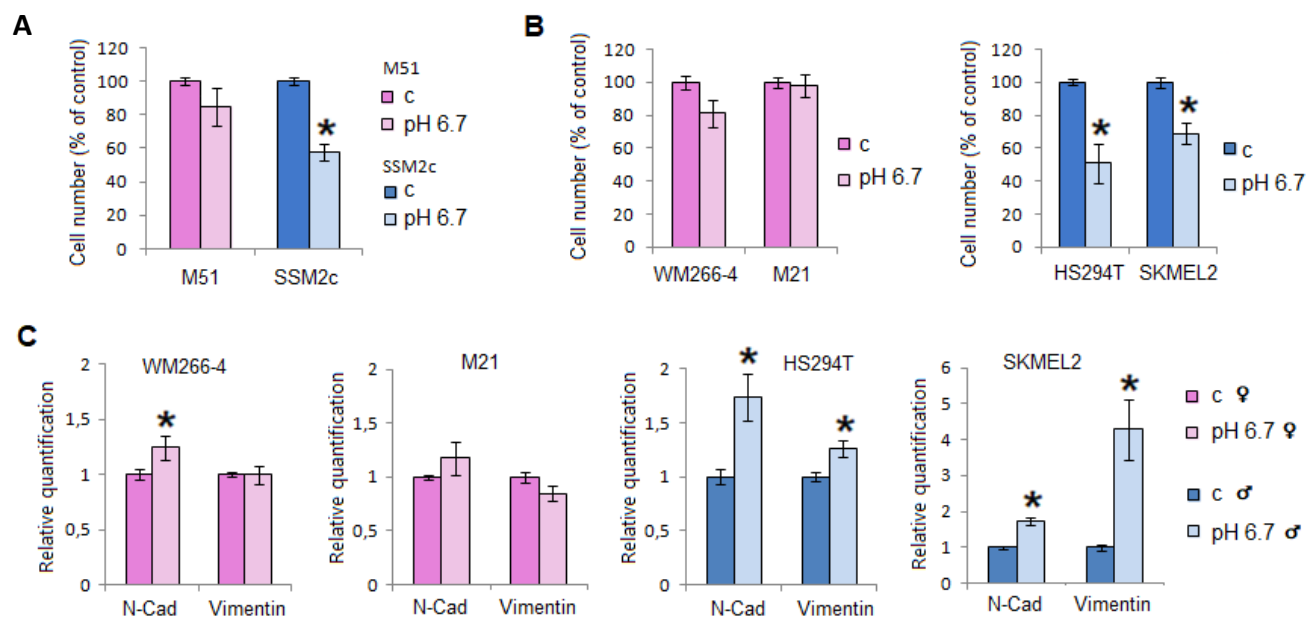 A
Cell number (% of control)
120
100
80
60
40
20
0
*
M51 SSM2c
M51
c
pH 6.7
SSM2c
c
pH 6.7
B
Cell number (% of control)
120
100
80
60
40
20
0
WM266-4 M21
c
pH 6.7
Cell number (% of control)
120
100
80
60
40
20
0
* *
HS294T SKMEL2
c
pH 6.7
C
WM266-4
Relative quantification
2
1,5
1
0,5
0
*
N-Cad Vimentin
M21
Relative quantification
2
1,5
1
0,5
0
N-Cad Vimentin
HS294T
Relative quantification
2
1,5
1
0,5
0
* *
N-Cad Vimentin
SKMEL2
Relative quantification
6
5
4
3
2
1
0
* *
N-Cad Vimentin
c ♀
pH 6.7 ♀
c ♂
pH 6.7 ♂